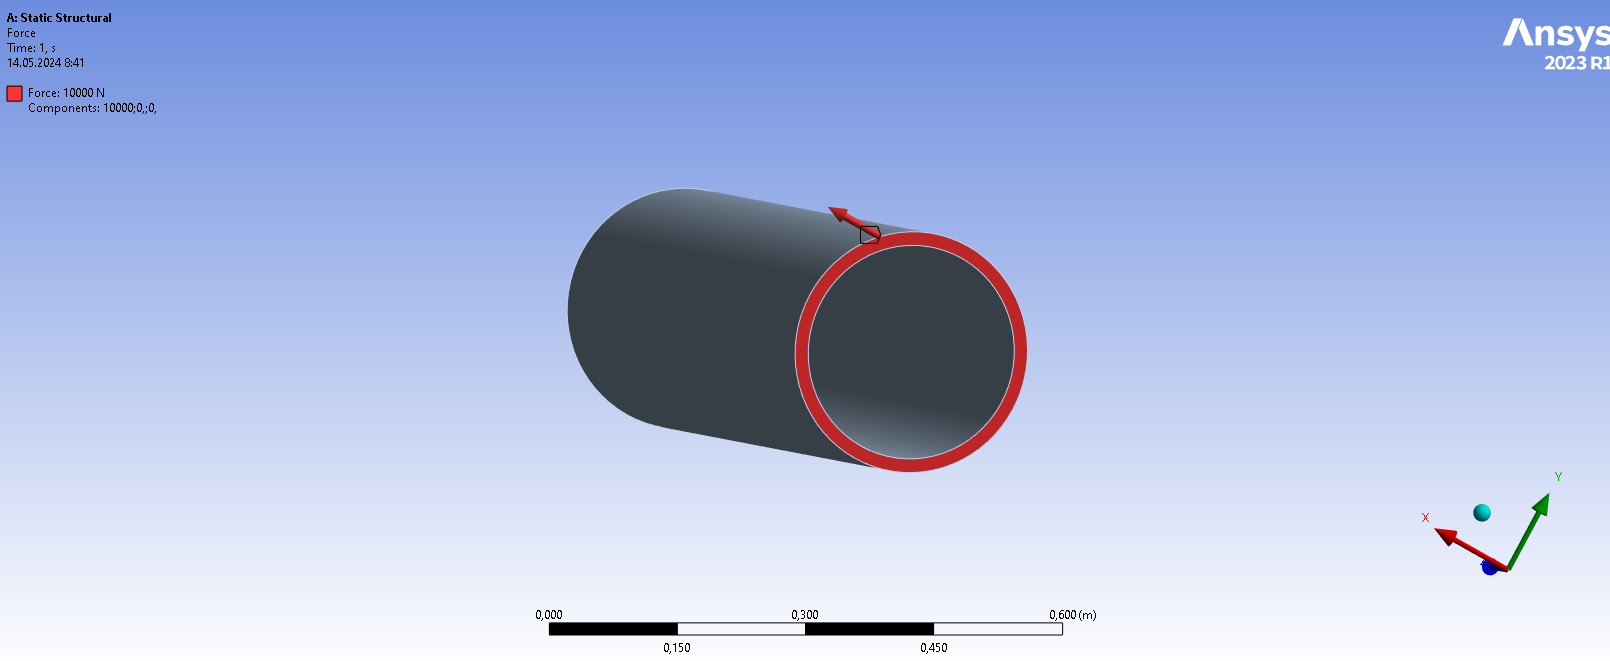 A: Static Structural
Force
Time: 1, s
14.05.2024 8:41
Force: 10000 N
Components: 10000;0,;0,
Ansys
2023 R1
Y
X
0,000
0,300
0,600 (m)
0,150
0,450